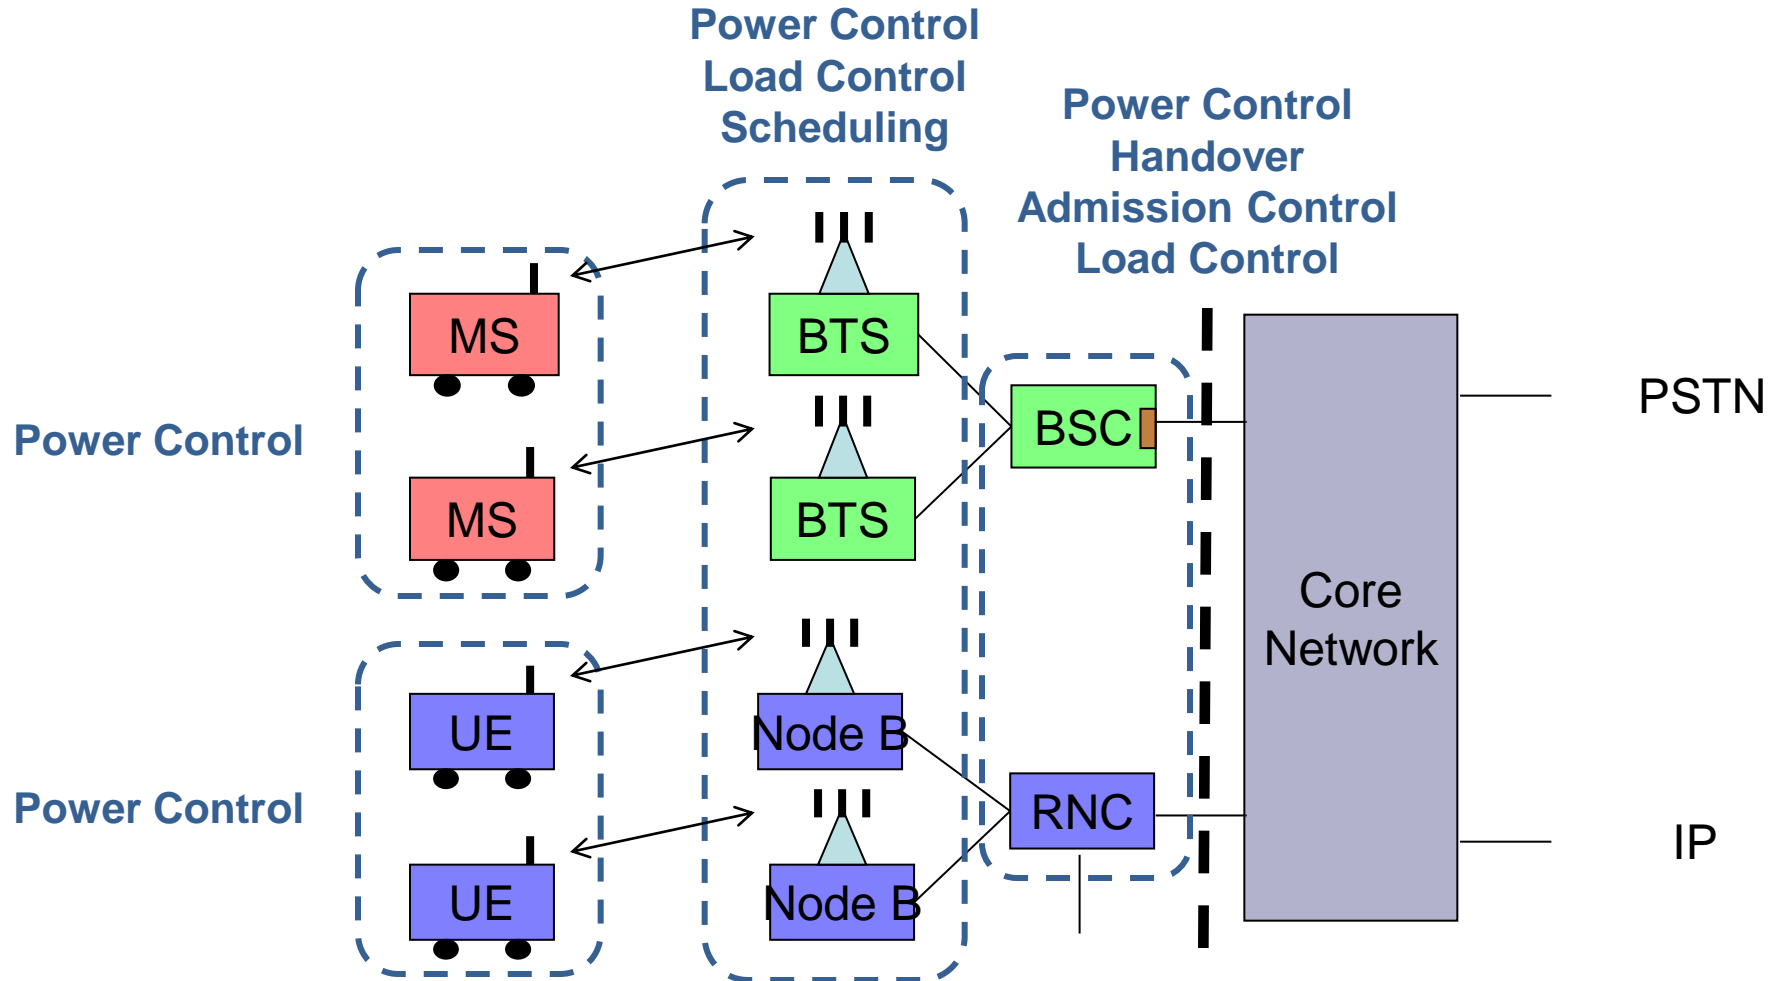 Power Control
Load Control
Scheduling
Power Control
Handover
Admission Control
Load Control
MS
BTS
BSC
PSTN
Power Control
MS
BTS
Core
Network
UE
Node B
RNC
Power Control
IP
UE
Node B